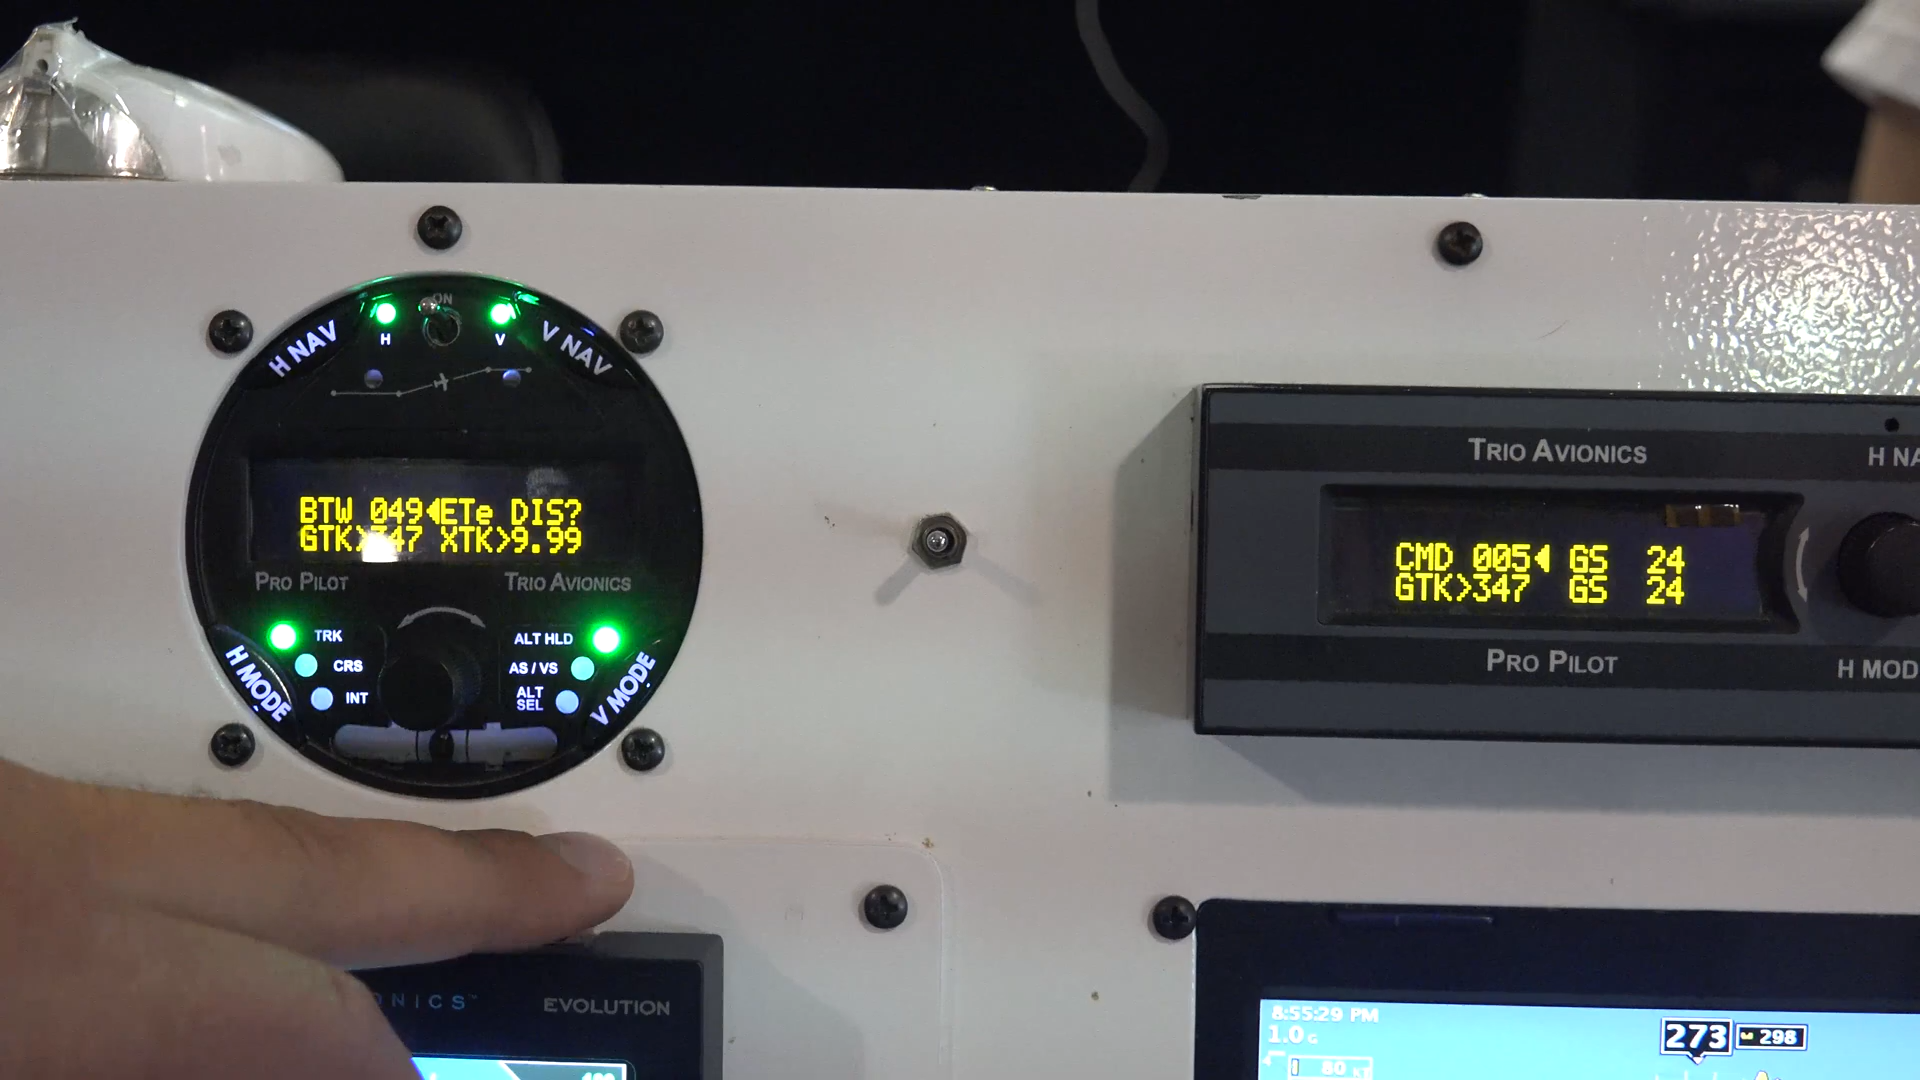 ON
H NAV
H
V
V NAV
BTW 049◄ETe DIS?
GTK>347 XTK>9.99
PRO PILOT
TRIO AVIONICS
TRK
CRS
INT
ALT HLD
AS / VS
ALT
SEL
H MODE
V MODE
TRIO AVIONICS
H NA
CMD 005◄ GS 24
GTK>347 GS 24
PRO PILOT
H MOD
ONICS™
EVOLUTION
8:55:29 PM
1.0 G
80 KT
273
298